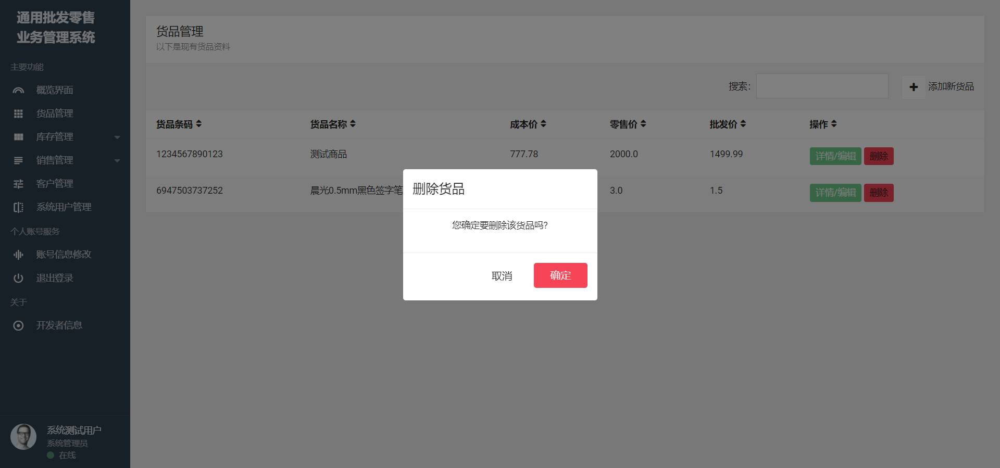 通用批发零售
业务管理系统
主要功能
概览界面
货品管理
库存管理
销售管理
客户管理
系统用户管理
个人账号服务
账号信息修改
退出登录
关于
开发者信息
系统测试用户
系统管理员
在线
货品管理
以下是现有货品资料
搜索: 添加新货品
货品条码 货品名称 成本价 零售价 批发价 操作
1234567890123 测试商品 777.78 2000.0 1499.99 详情/编辑 删除
6947503737252 晨光0.5mm黑色签字笔 3.0 1.5 详情/编辑 删除
删除货品
您确定要删除该货品吗?
取消 确定